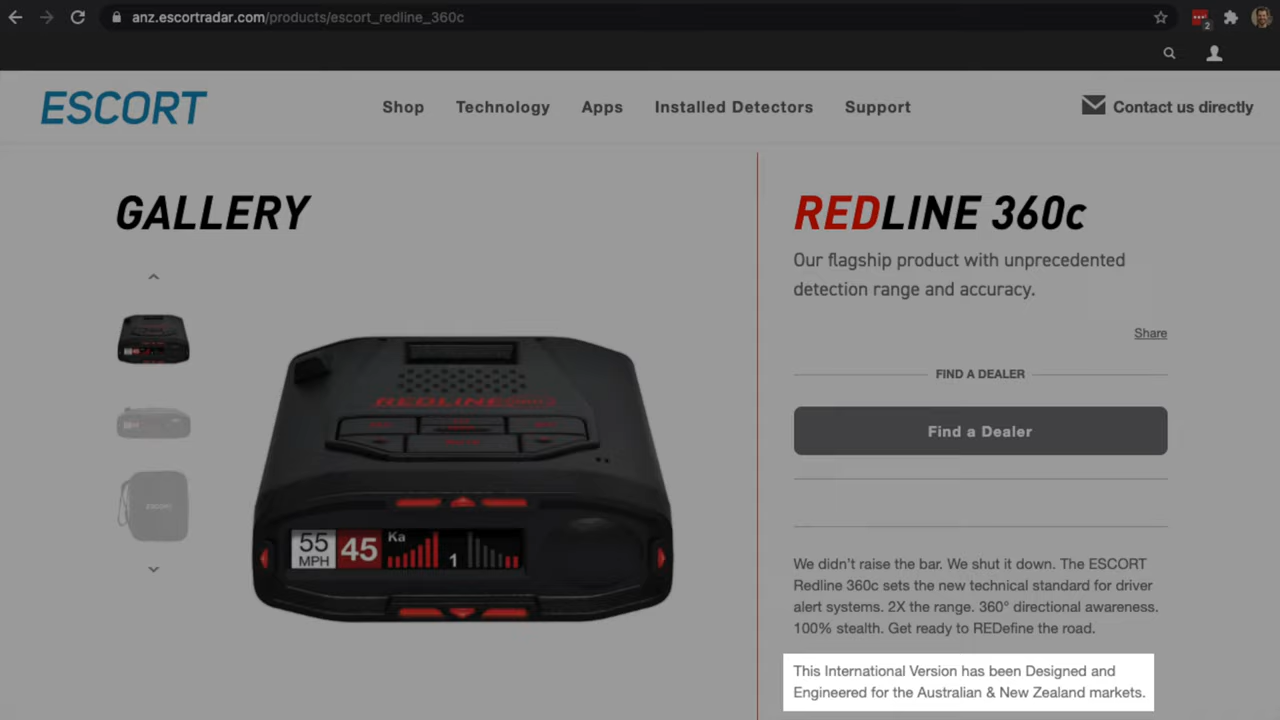 anz.escortradar.com/products/escort_redline_360c
2
ESCORT
Shop
Technology
Apps
Installed Detectors
Support
Contact us directly
GALLERY
REDLINE 360c
Our flagship product with unprecedented
detection range and accuracy.
Share
FIND A DEALER
Find a Dealer
REDLINE
55
MPH
45
Ka
1
ESCORT
We didn't raise the bar. We shut it down. The ESCORT
Redline 360c sets the new technical standard for driver
alert systems. 2X the range. 360° directional awareness.
100% stealth. Get ready to REDefine the road.
This International Version has been Designed and
Engineered for the Australian & New Zealand markets.